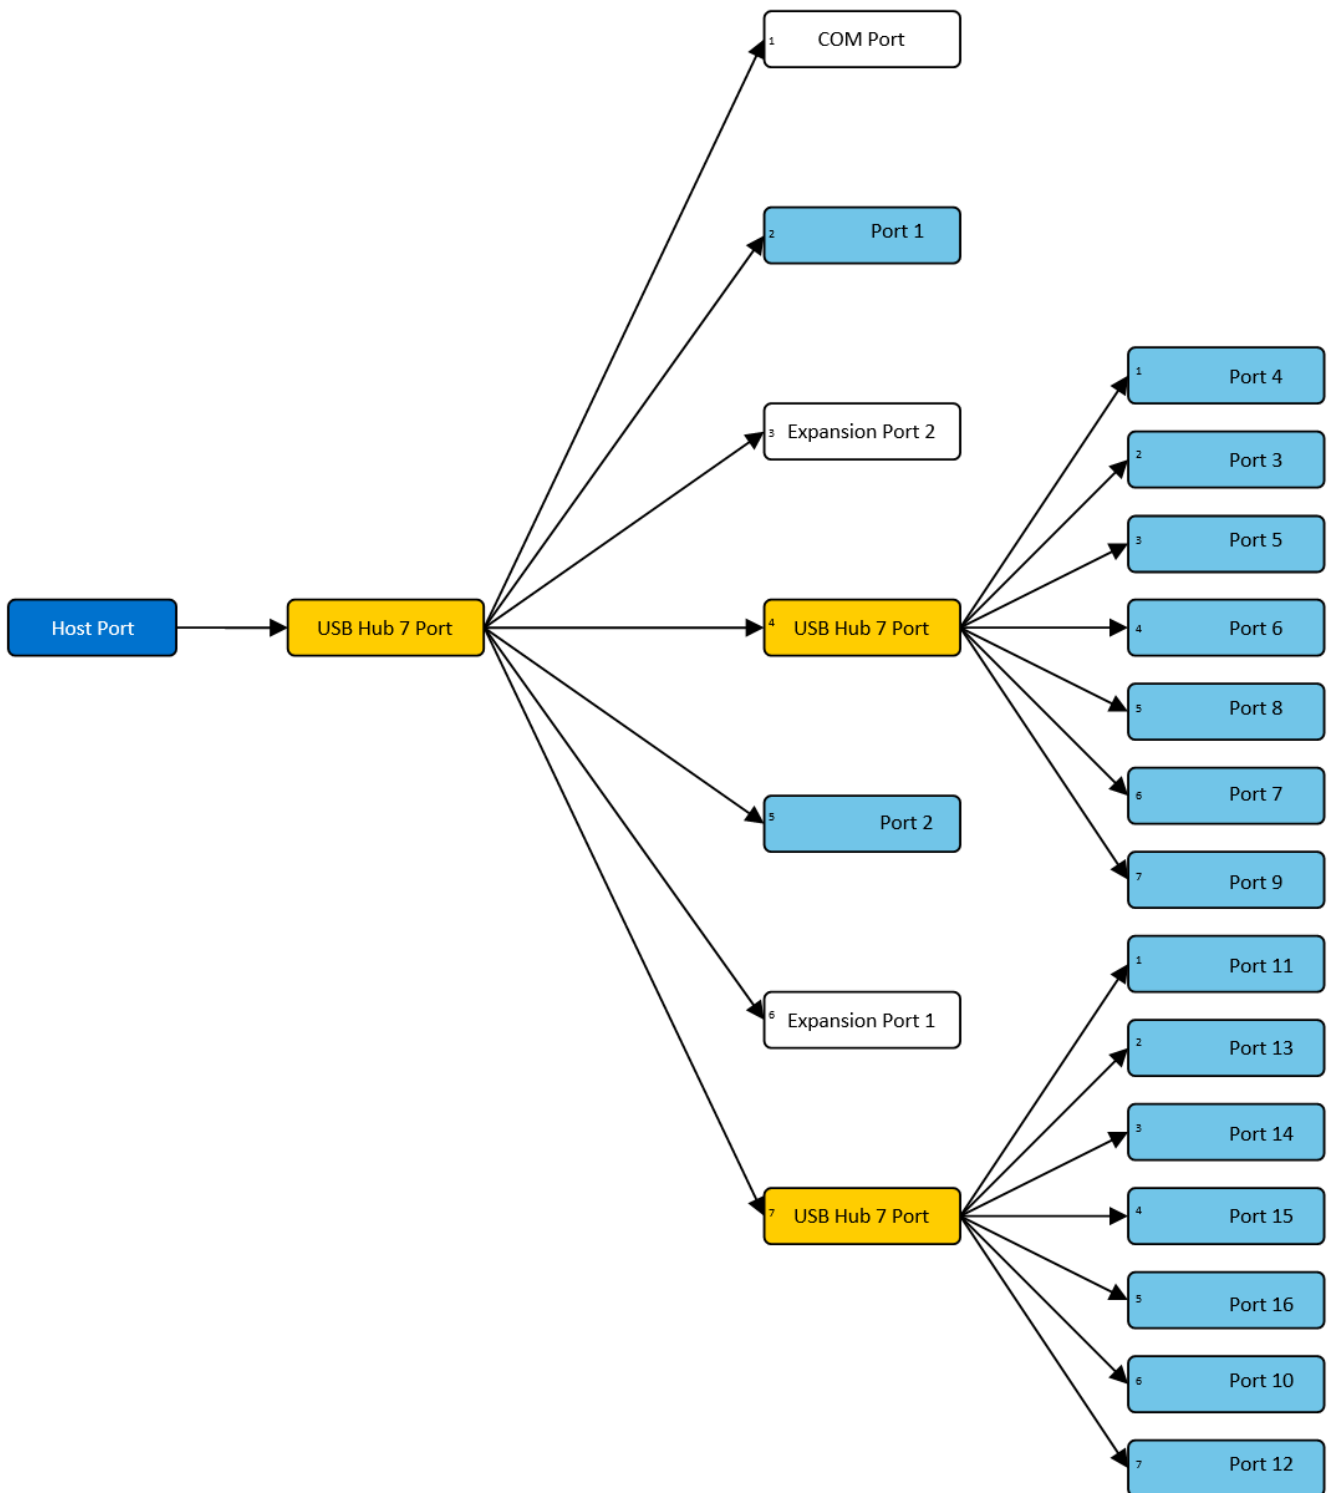 1 COM Port
2 Port 1
1 Port 4
3 Expansion Port 2
2 Port 3
3 Port 5
Host Port
USB Hub 7 Port
4 USB Hub 7 Port
4 Port 6
5 Port 8
6 Port 7
5 Port 2
7 Port 9
1 Port 11
6 Expansion Port 1
2 Port 13
3 Port 14
7 USB Hub 7 Port
4 Port 15
5 Port 16
6 Port 10
7 Port 12